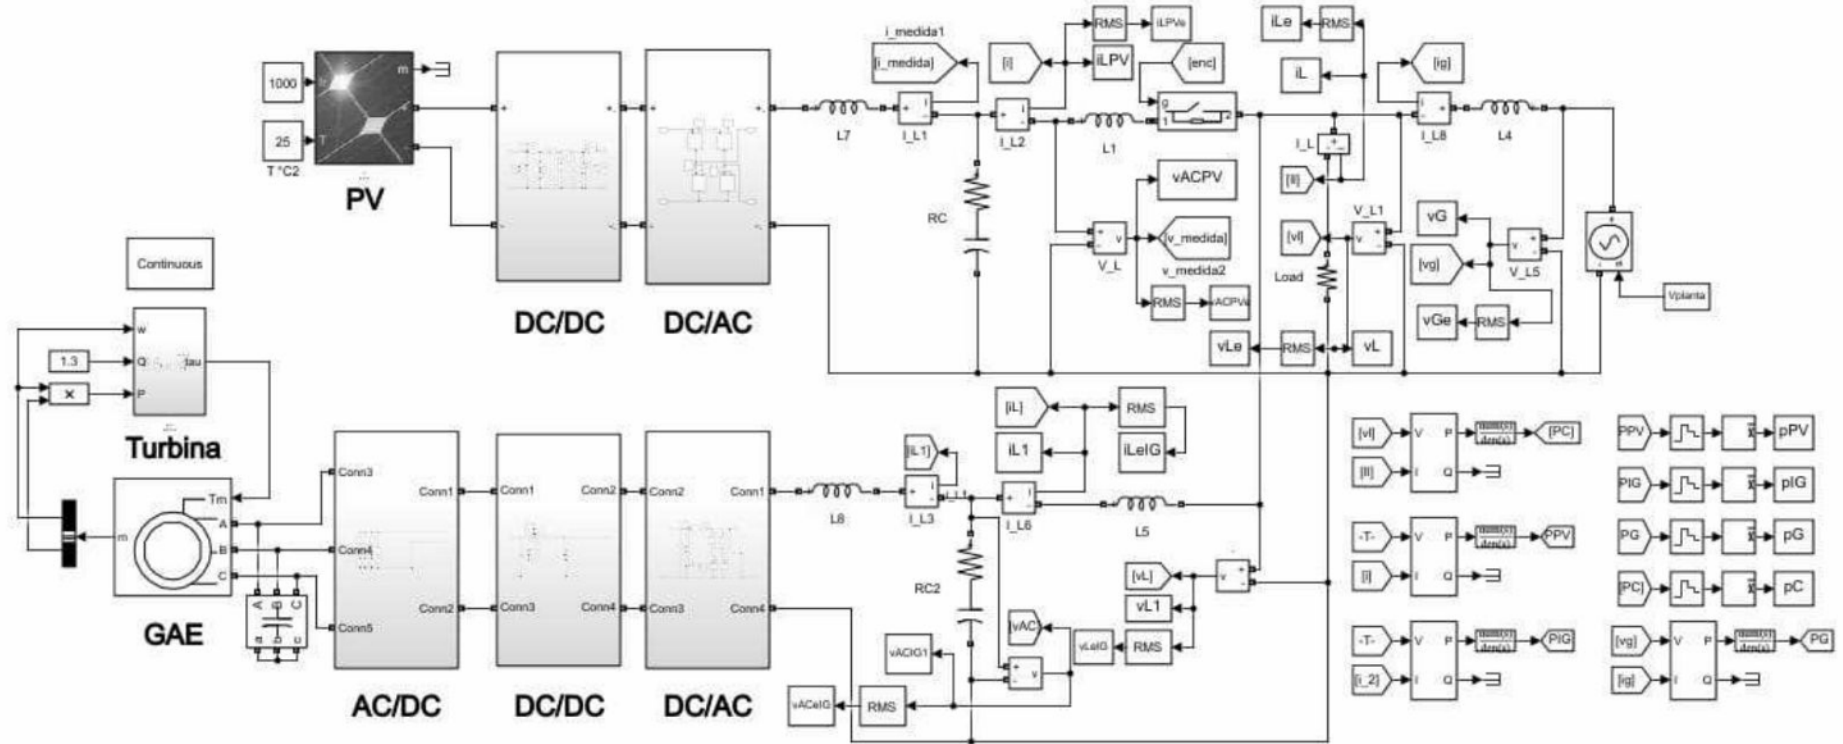 1000
25
T °C2
m
PV
DC/DC
DC/AC
L7
i_medida1
[i_medida]
I_L1
RC
[i]
RMS
iLPVe
iLPV
[enc]
I_L2
L1
g
1
2
vACPV
[v_medida]
v_medida2
V_L
RMS
iLe
RMS
iL
[ig]
I_L8
L4
I_L
[Il]
[vl]
V_L1
Load
vG
[vg]
V_L5
vGe
RMS
Vplanta
vLe
RMS
vL
Continuous
w
Q
P
tau
1.3
×
Turbina
Tm
A
B
C
m
GAE
A
B
C
a
b
c
Conn3
Conn4
Conn5
Conn1
Conn2
AC/DC
Conn1
Conn3
Conn2
Conn4
DC/DC
Conn2
Conn3
Conn1
Conn4
DC/AC
L8
[iL1]
I_L3
RC2
[iL]
RMS
iL1
iLeIG
I_L6
L5
[vL]
vL1
vLeIG
RMS
[vAC]
vACIG1
vACeIG
RMS
[vl]
V
P
[PC]
[Il]
I
Q
-T-
V
P
PPV
[i]
I
Q
-T-
V
P
PIG
[i_2]
I
Q
PPV
pPV
PIG
pIG
PG
pG
[PC]
pC
[vg]
V
P
PG
[ig]
I
Q